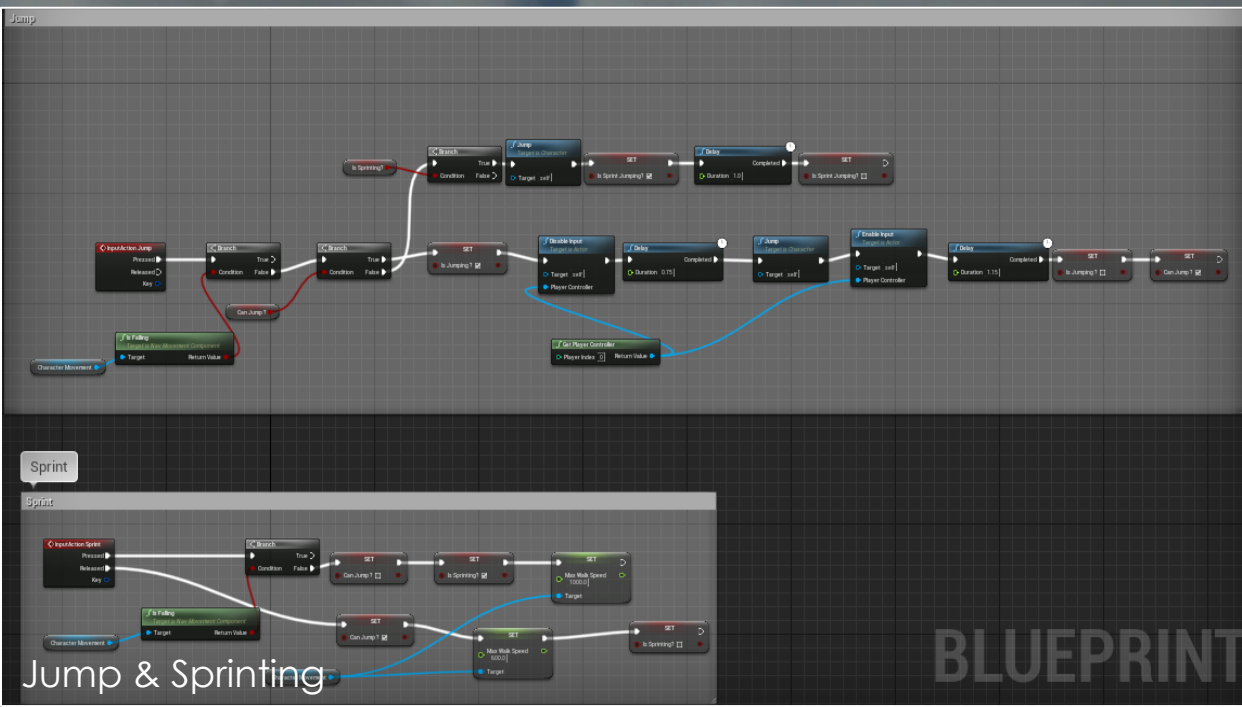 Jump
Is Sprinting?
Branch
True
Condition
False
Jump
Target is Character
Target self
SET
Is Sprint Jumping?
Delay
Completed
Duration 1.0
SET
Is Sprint Jumping?
InputAction Jump
Pressed
Released
Key
Branch
True
Condition
False
Branch
True
Condition
False
SET
Is Jumping?
Disable Input
Target is Actor
Target self
Player Controller
Delay
Completed
Duration 0.75
Jump
Target is Character
Target self
Enable Input
Target is Actor
Target self
Player Controller
Delay
Completed
Duration 1.15
SET
Is Jumping?
SET
Can Jump?
Can Jump?
Is Falling
Target is Nav Movement Component
Target
Return Value
Character Movement
Get Player Controller
Player Index 0
Return Value
Sprint
Sprint
InputAction Sprint
Pressed
Released
Key
Branch
True
Condition
False
SET
Can Jump?
SET
Is Sprinting?
SET
Max Walk Speed
1000.0
Target
Is Falling
Target is Nav Movement Component
Target
Return Value
Character Movement
SET
Can Jump?
SET
Max Walk Speed
Target
SET
Is Sprinting?
Character Movement
Jump & Sprinting
BLUEPRINT